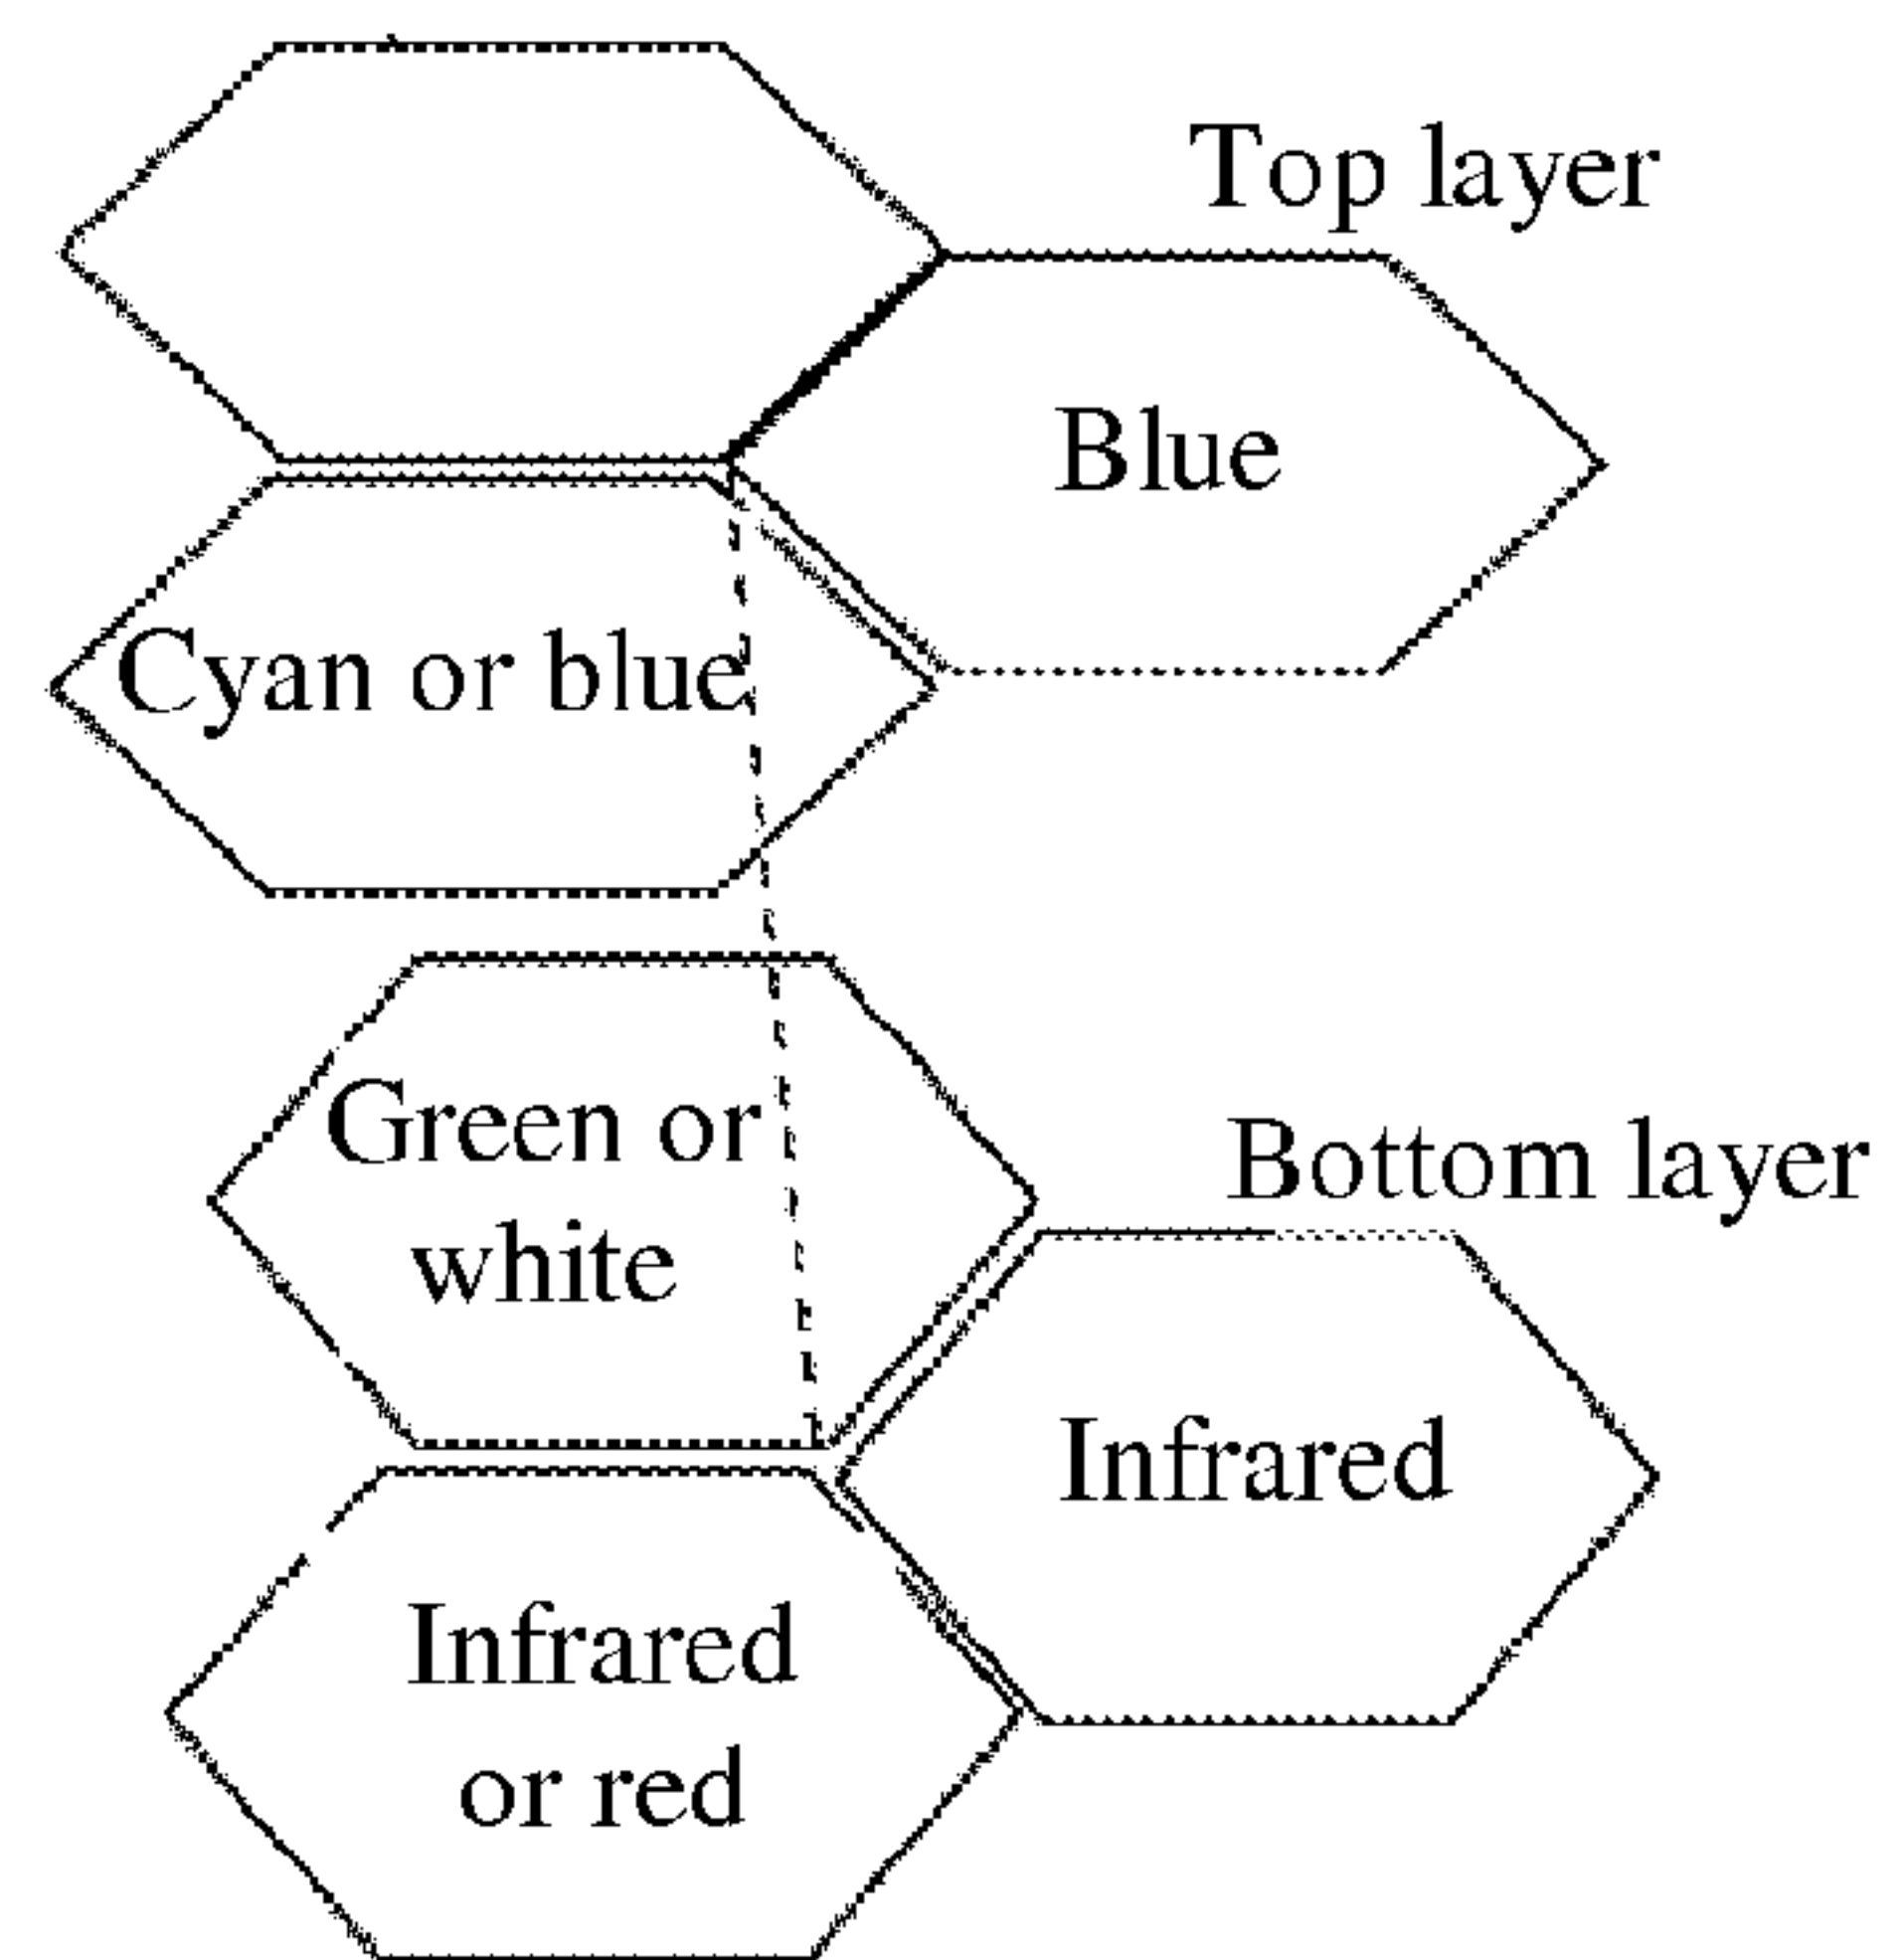 Top layer
Blue
Cyan or blue
Green or
white
Bottom layer
Infrared
Infrared
or red